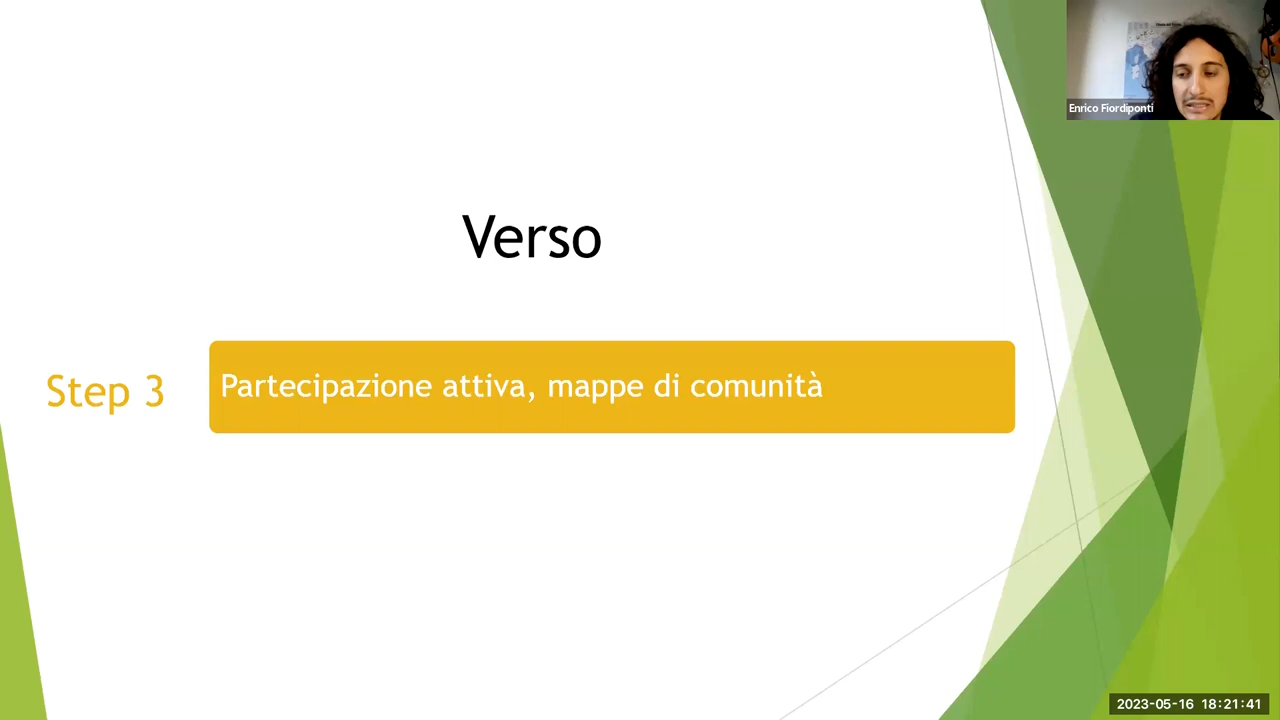 Enrico Fiordiponti
Verso
Step 3
Partecipazione attiva, mappe di comunità
2023-05-16 18:21:41